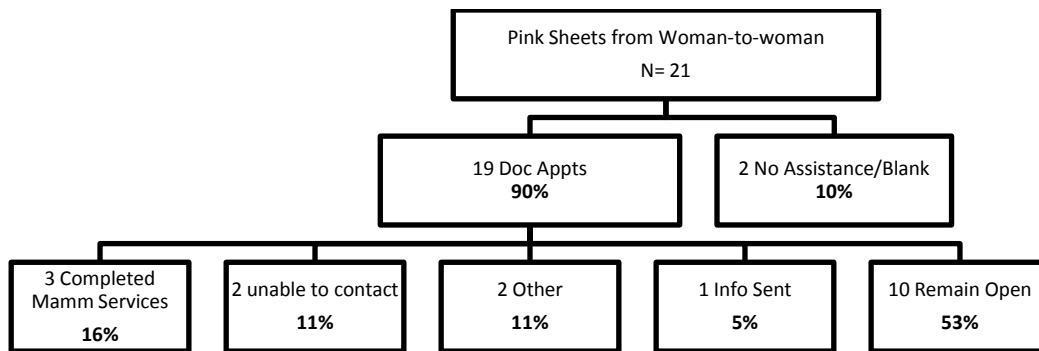 Pink Sheets from Woman-to-woman
N= 21
19 Doc Appts
90%
2 No Assistance/Blank
10%
3 Completed
Mamm Services
16%
2 unable to contact
11%
2 Other
11%
1 Info Sent
5%
10 Remain Open
53%